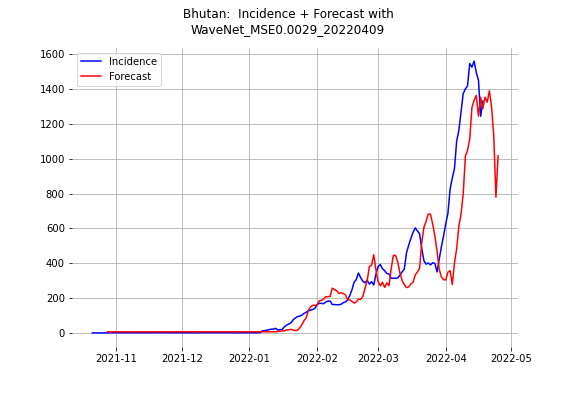 Bhutan:  Incidence + Forecast with
WaveNet_MSE0.0029_20220409
Incidence
Forecast
1600
1400
1200
1000
800
600
400
200
0
2021-11 2021-12 2022-01 2022-02 2022-03 2022-04 2022-05